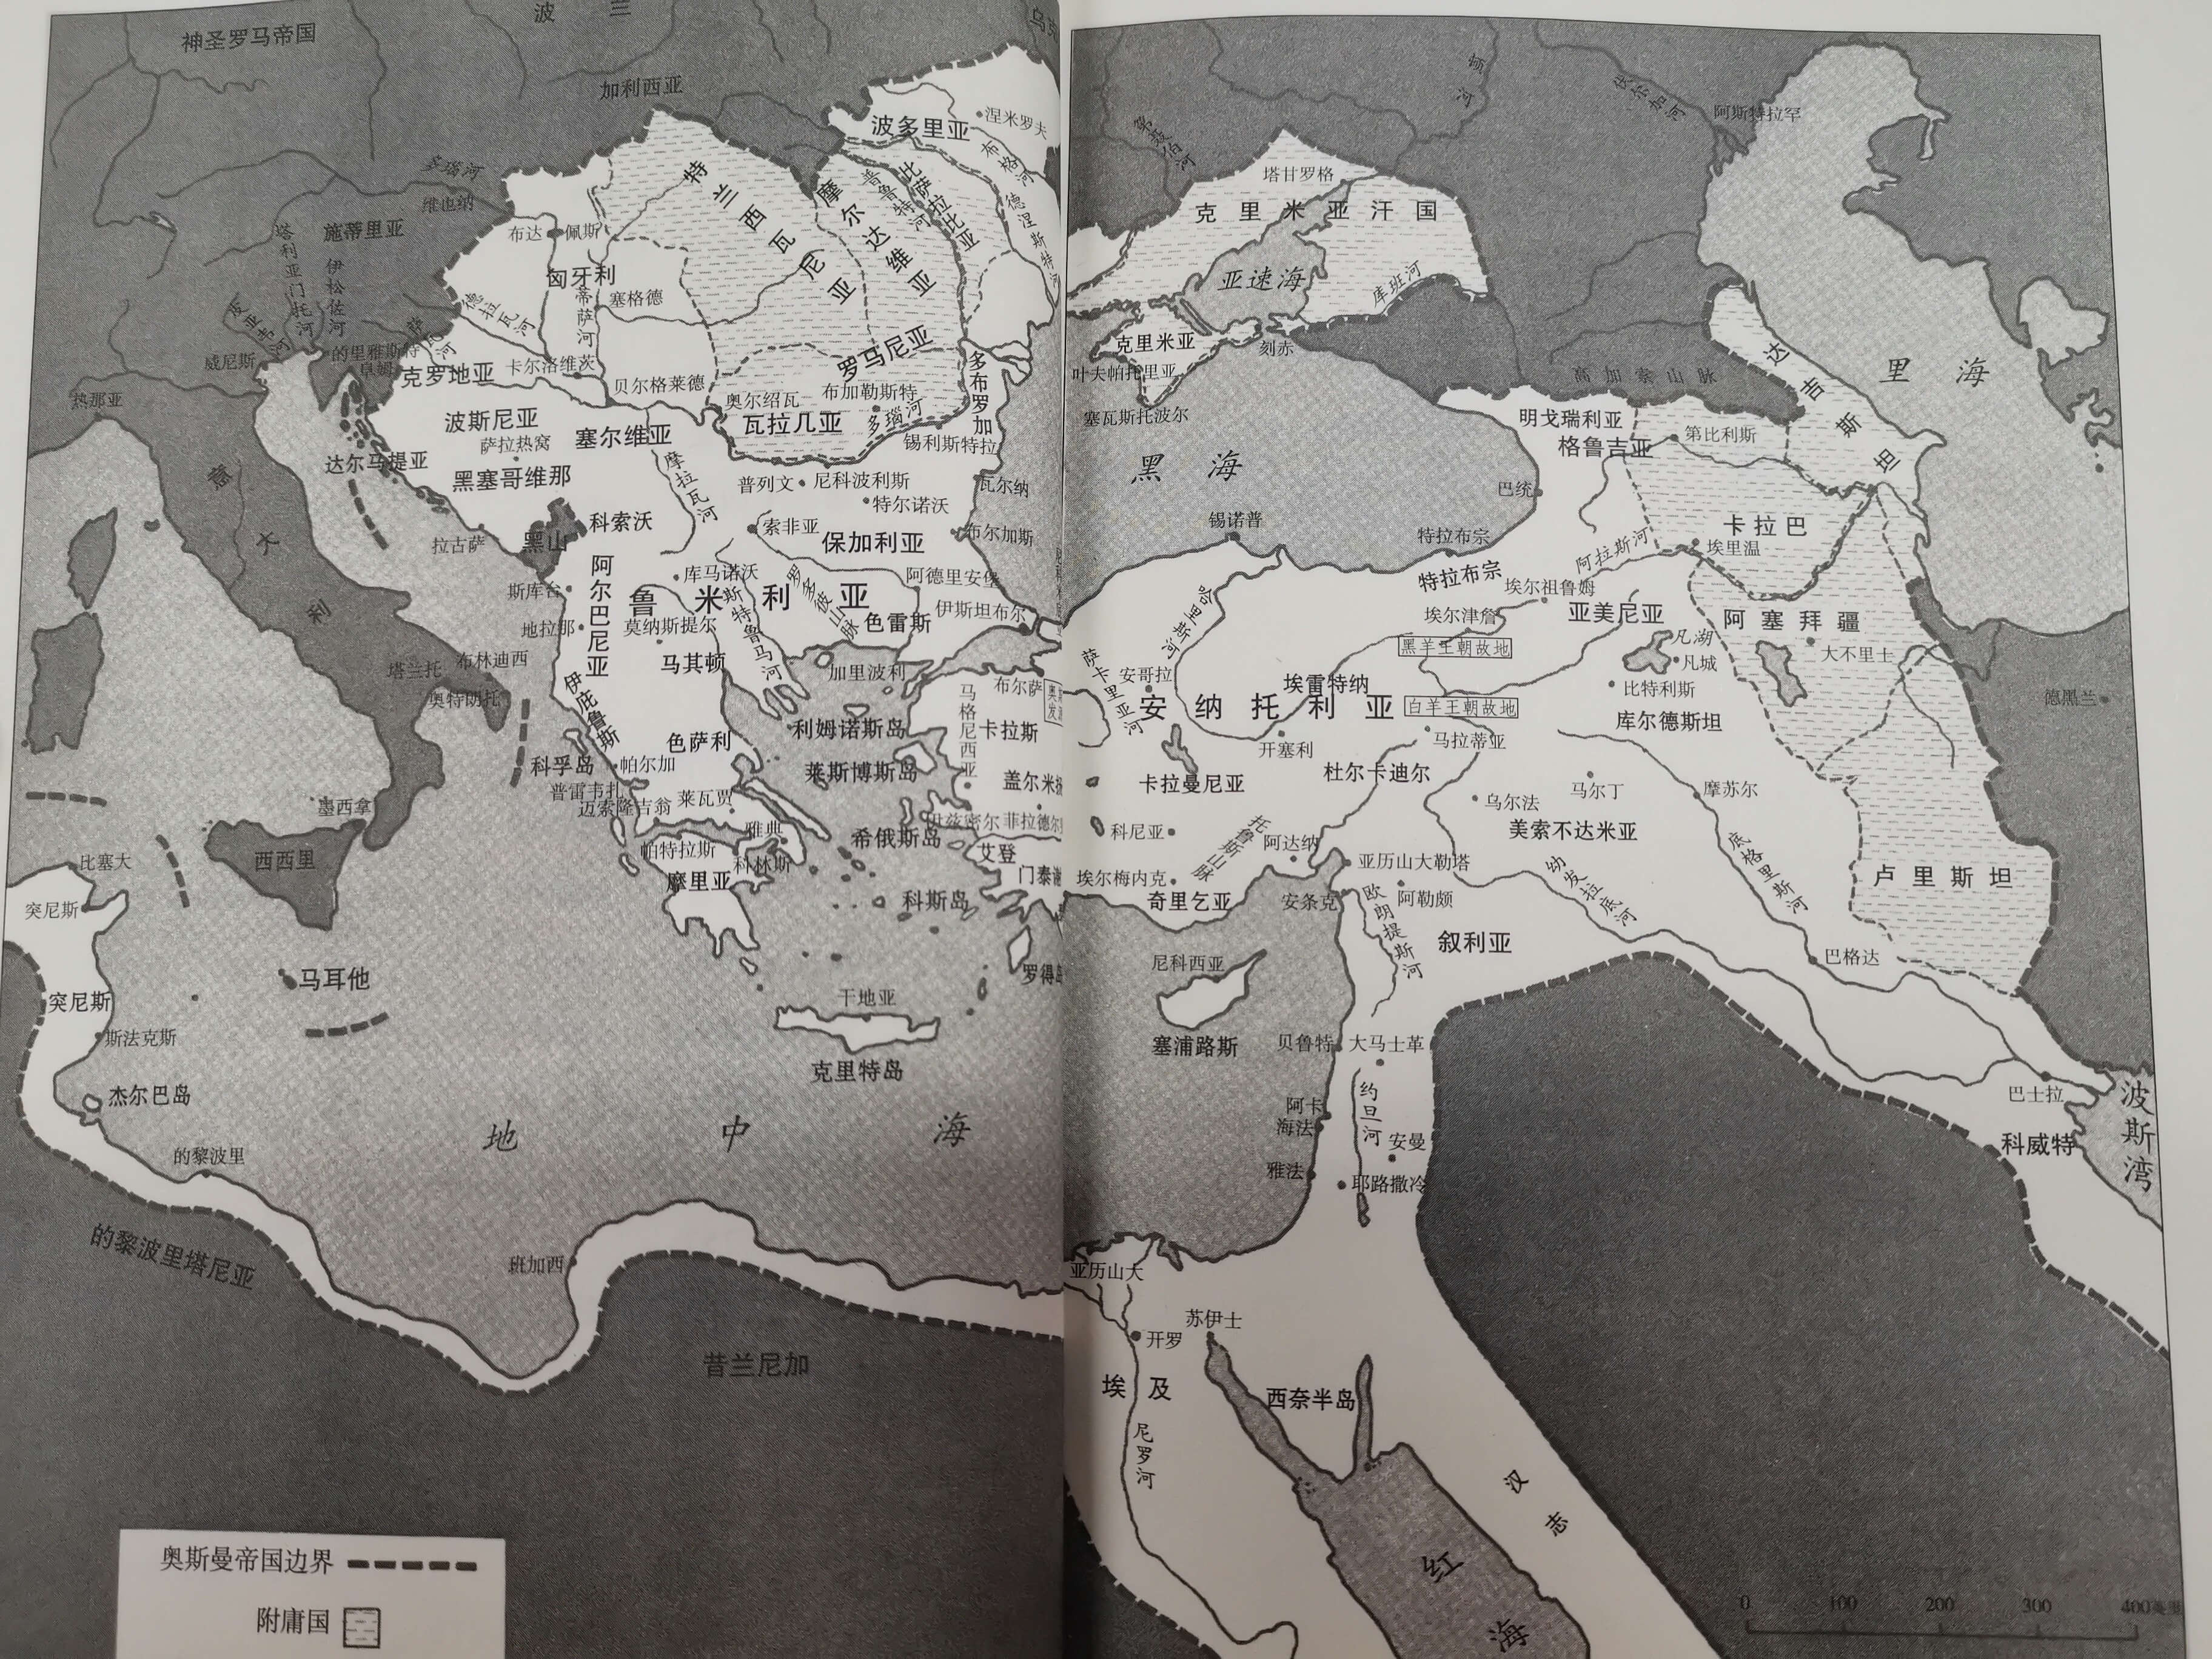 神圣罗马帝国
波兰
加利西亚
波多里亚
涅米罗夫
布格河
多瑙河
维也纳
施蒂里亚
塔利亚门托河
伊松佐河
皮亚韦河
威尼斯
的里雅斯特
阜姆
萨瓦河
德拉瓦河
布达
佩斯
匈牙利
蒂萨河
塞格德
特兰西瓦尼亚
摩尔达维亚
普鲁特河
比萨拉比亚
德涅斯特河
热那亚
克罗地亚
卡尔洛维茨
贝尔格莱德
罗马尼亚
奥尔绍瓦
布加勒斯特
瓦拉几亚
多瑙河
多布罗加
锡利斯特拉
波斯尼亚
萨拉热窝
塞尔维亚
达尔马提亚
黑塞哥维那
摩拉瓦河
普列文
尼科波利斯
特尔诺沃
瓦尔纳
意大利
拉古萨
黑山
科索沃
索非亚
保加利亚
布尔加斯
斯库台
阿尔巴尼亚
库马诺沃
鲁米利亚
斯特鲁马河
罗多彼山脉
阿德里安堡
伊斯坦布尔
色雷斯
地拉那
莫纳斯提尔
马其顿
塔兰托
布林迪西
奥特朗托
伊庇鲁斯
加里波利
布尔萨
马格尼西亚
利姆诺斯岛
卡拉斯
色萨利
科孚岛
帕尔加
莱斯博斯岛
普雷韦扎
迈索隆吉翁
莱瓦贾
雅典
希俄斯岛
伊兹密尔
艾登
墨西拿
西西里
帕特拉斯
科林斯
摩里亚
科斯岛
比塞大
突尼斯
突尼斯
马耳他
斯法克斯
杰尔巴岛
干地亚
克里特岛
地中海
的黎波里
的黎波里塔尼亚
班加西
昔兰尼加
奥斯曼帝国边界
附庸国
顿河
伏尔加河
阿斯特拉罕
第聂伯河
塔甘罗格
克里米亚汗国
亚速海
库班河
克里米亚
刻赤
叶夫帕托里亚
塞瓦斯托波尔
高加索山脉
里海
达吉斯坦
明戈瑞利亚
格鲁吉亚
第比利斯
黑海
巴统
锡诺普
特拉布宗
特拉布宗
卡拉巴
埃里温
阿拉斯河
埃尔祖鲁姆
埃尔津詹
亚美尼亚
阿塞拜疆
黑羊王朝故地
凡湖
凡城
大不里士
比特利斯
库尔德斯坦
德黑兰
哈里斯河
萨卡里亚河
安哥拉
埃雷特纳
安纳托利亚
白羊王朝故地
开塞利
马拉蒂亚
卡拉曼尼亚
杜尔卡迪尔
乌尔法
马尔丁
摩苏尔
美索不达米亚
科尼亚
托鲁斯山脉
阿达纳
亚历山大勒塔
埃尔梅内克
奇里乞亚
安条克
欧朗提斯河
阿勒颇
叙利亚
幼发拉底河
底格里斯河
卢里斯坦
巴格达
尼科西亚
塞浦路斯
贝鲁特
大马士革
约旦河
阿卡
海法
安曼
雅法
耶路撒冷
巴士拉
波斯湾
科威特
亚历山大
开罗
苏伊士
埃及
西奈半岛
尼罗河
汉志
红海
0 100 200 300 400英里